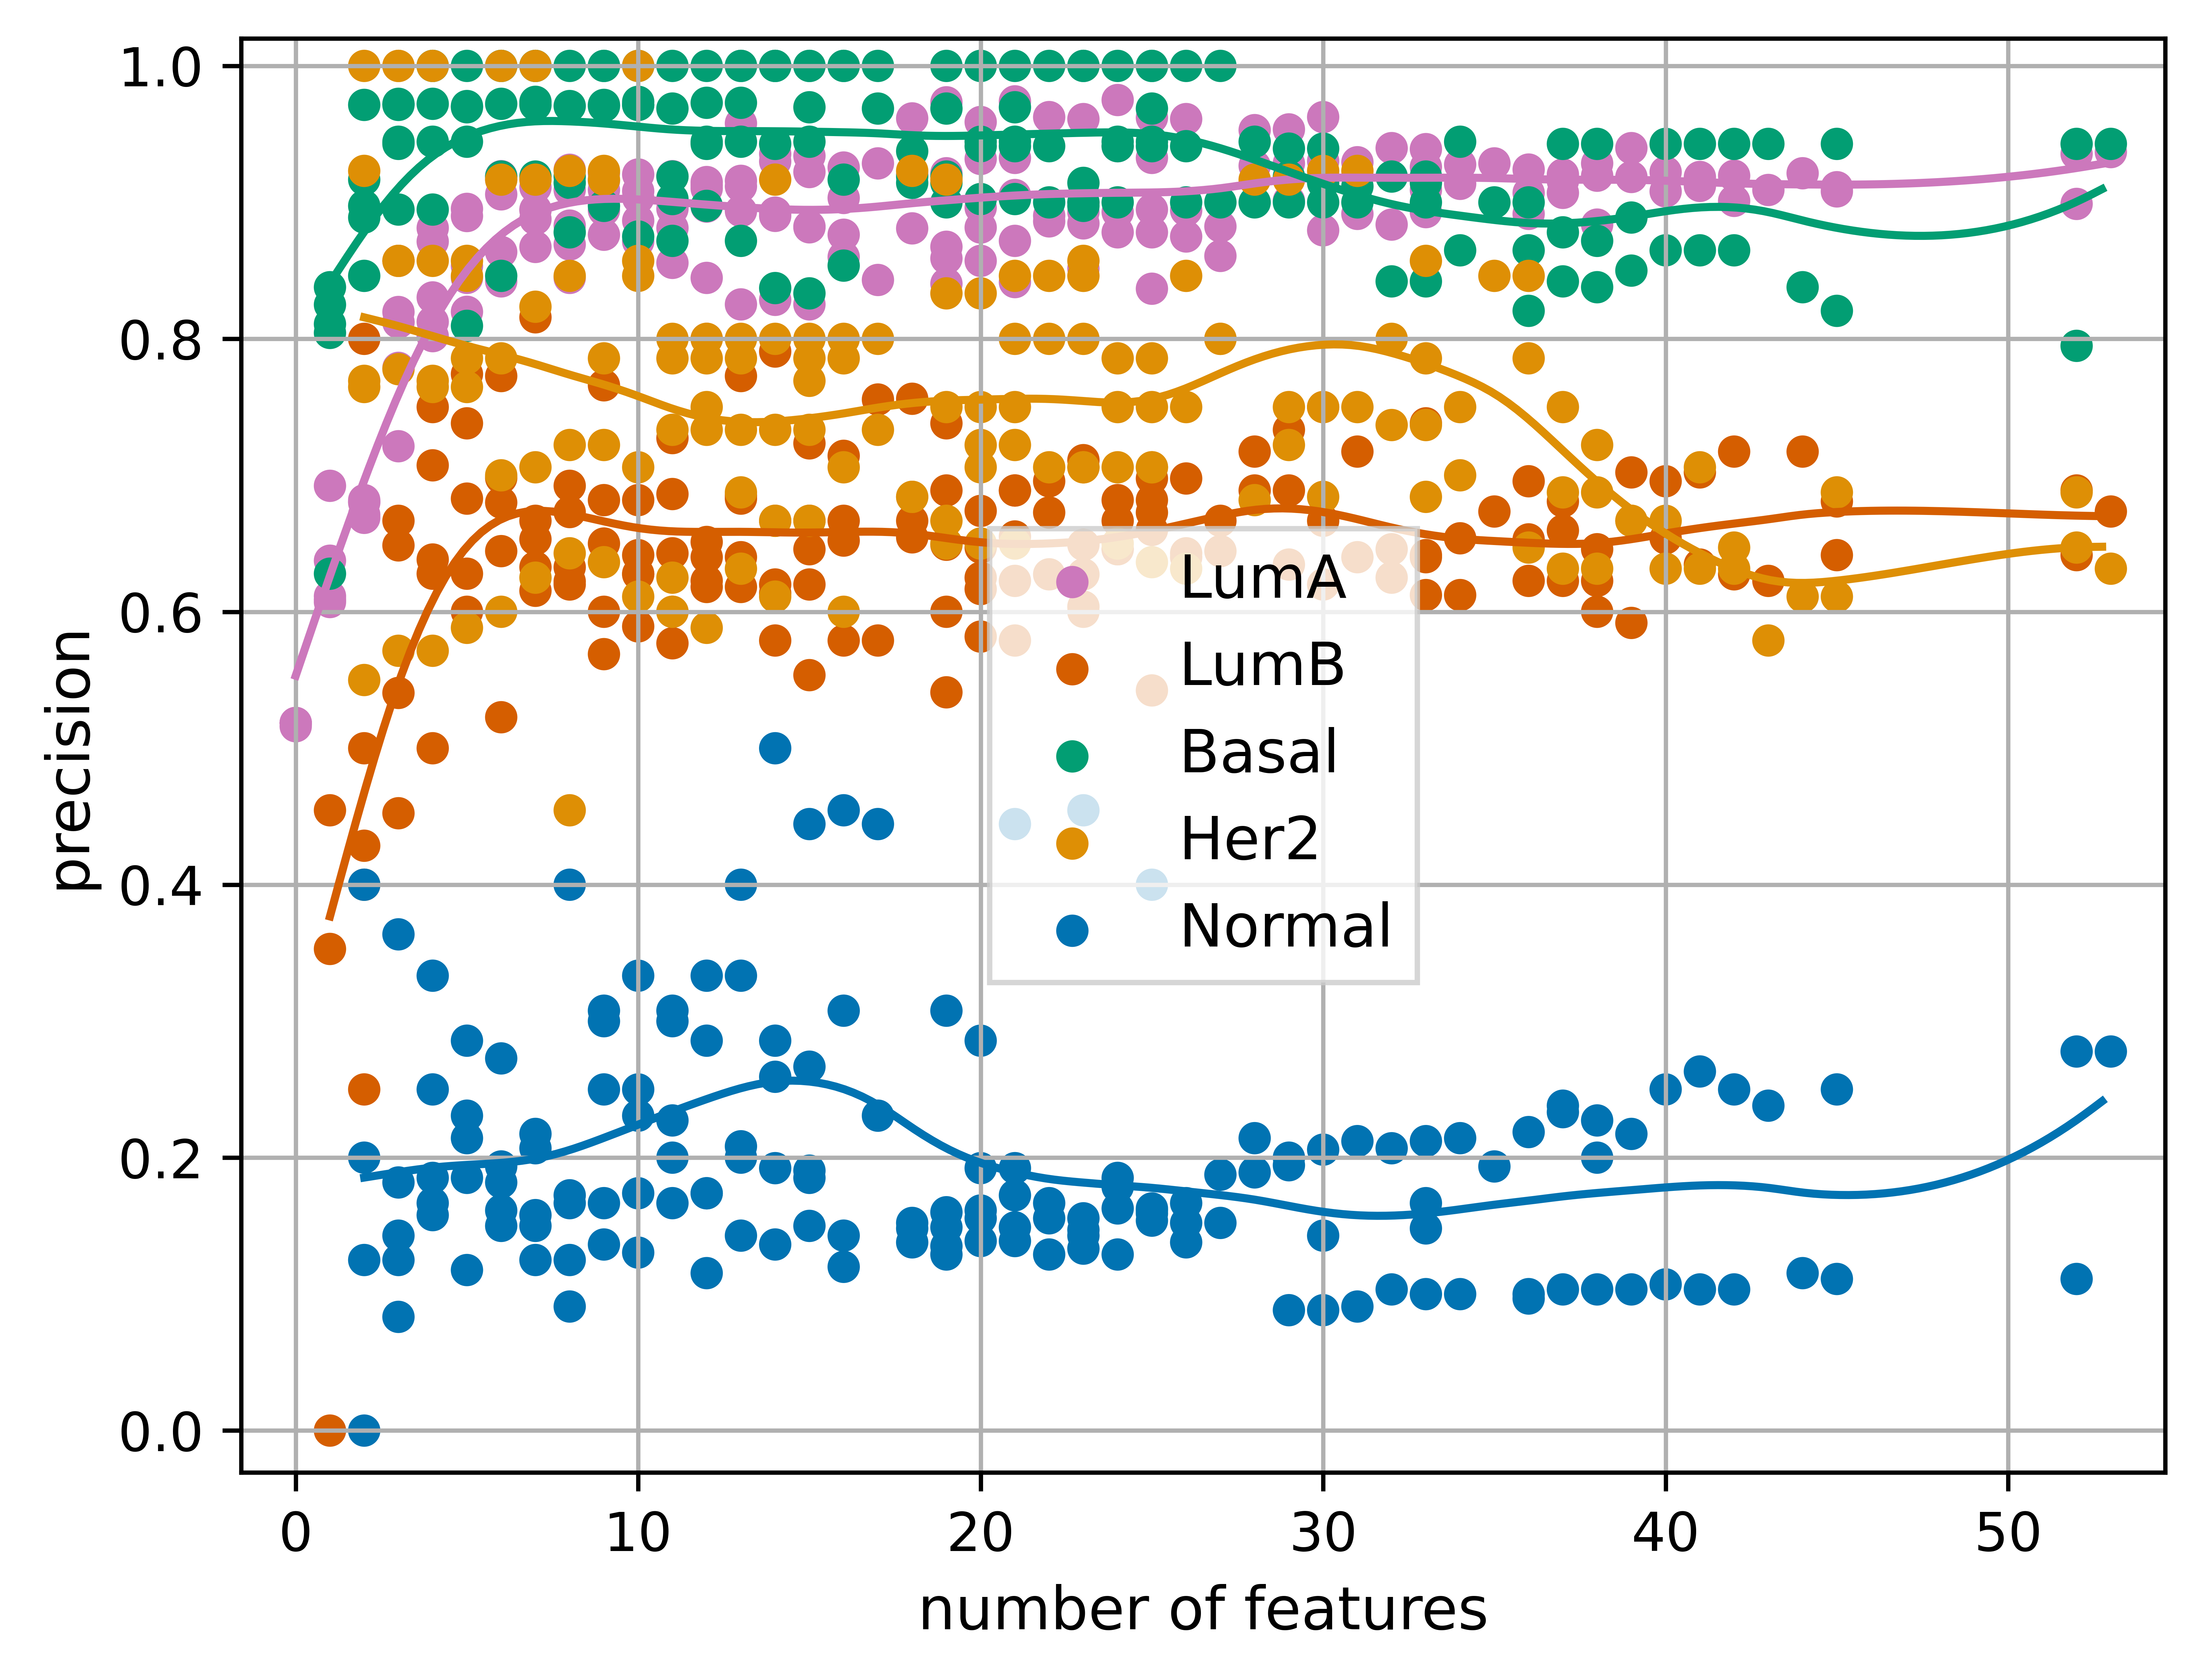 1.0
0.8
0.6
0.4
0.2
0.0
precision
LumA
LumB
Basal
Her2
Normal
0 10 20 30 40 50
number of features